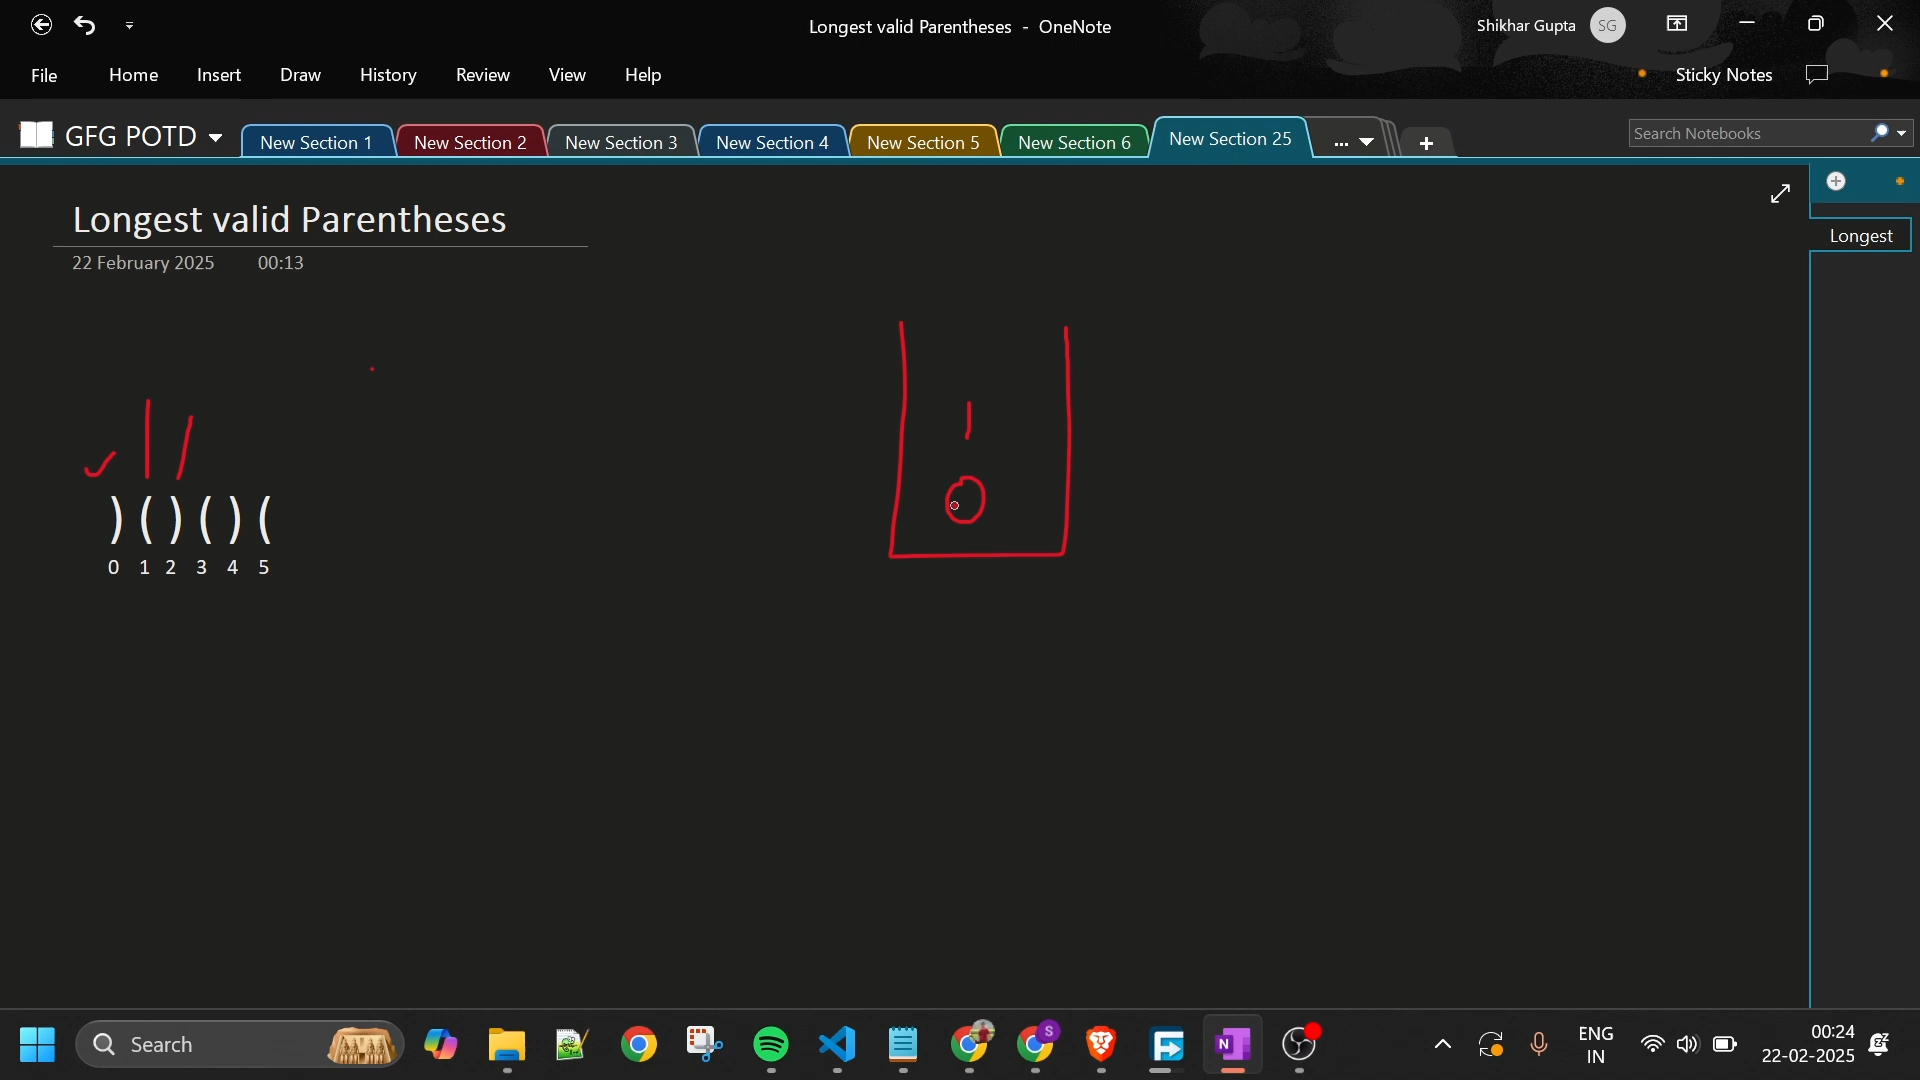 Longest valid Parentheses - OneNote
Shikhar Gupta SG
File Home Insert Draw History Review View Help
Sticky Notes
GFG POTD
New Section 1 New Section 2 New Section 3 New Section 4 New Section 5 New Section 6 New Section 25 ... +
Search Notebooks
Longest
Longest valid Parentheses
22 February 2025 00:13
) ( ) ( ) (
0 1 2 3 4 5
1
0
Search
S
N
ENG
IN
00:24
22-02-2025